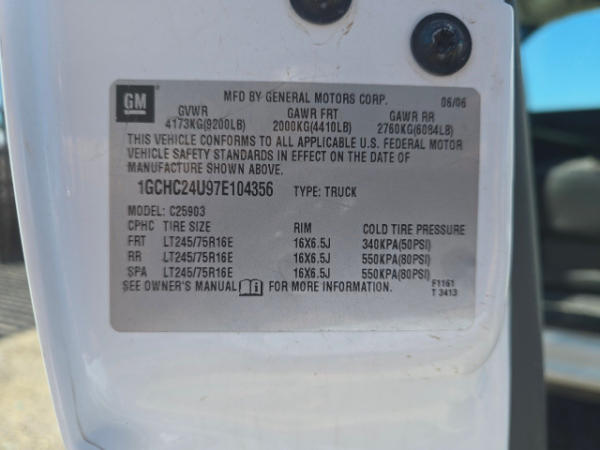 GM
MFD BY GENERAL MOTORS CORP. 06/06
GVWR GAWR FRT GAWR RR
4173KG(9200LB) 2000KG(4410LB) 2760KG(6084LB)
THIS VEHICLE CONFORMS TO ALL APPLICABLE U.S. FEDERAL MOTOR
VEHICLE SAFETY STANDARDS IN EFFECT ON THE DATE OF
MANUFACTURE SHOWN ABOVE.
1GCHC24U97E104356 TYPE: TRUCK
MODEL: C25903
CPHC TIRE SIZE RIM COLD TIRE PRESSURE
FRT LT245/75R16E 16X6.5J 340KPA(50PSI)
RR LT245/75R16E 16X6.5J 550KPA(80PSI)
SPA LT245/75R16E 16X6.5J 550KPA(80PSI)
SEE OWNER'S MANUAL FOR MORE INFORMATION. F1161
T 3413